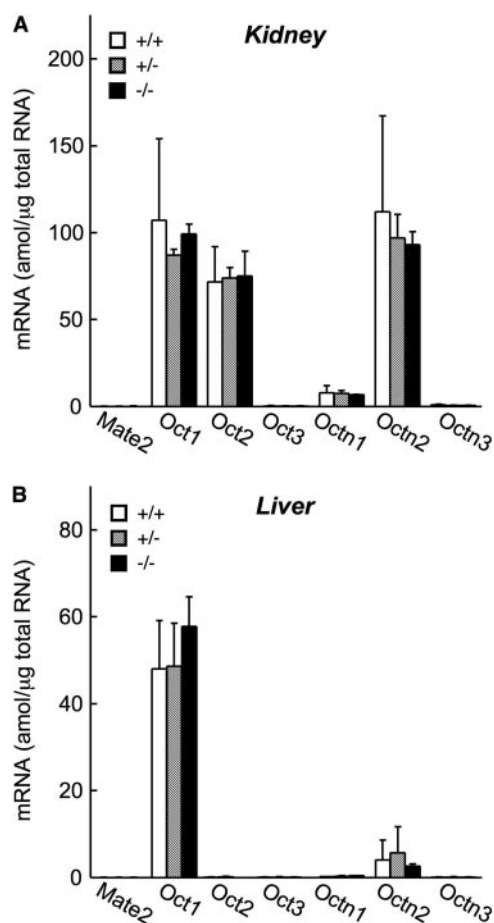 A
Kidney
+/+
+/-
-/-
mRNA (amol/μg total RNA)
200
150
100
50
0
Mate2
Oct1
Oct2
Oct3
Octn1
Octn2
Octn3
B
Liver
+/+
+/-
-/-
mRNA (amol/μg total RNA)
80
60
40
20
0
Mate2
Oct1
Oct2
Oct3
Octn1
Octn2
Octn3